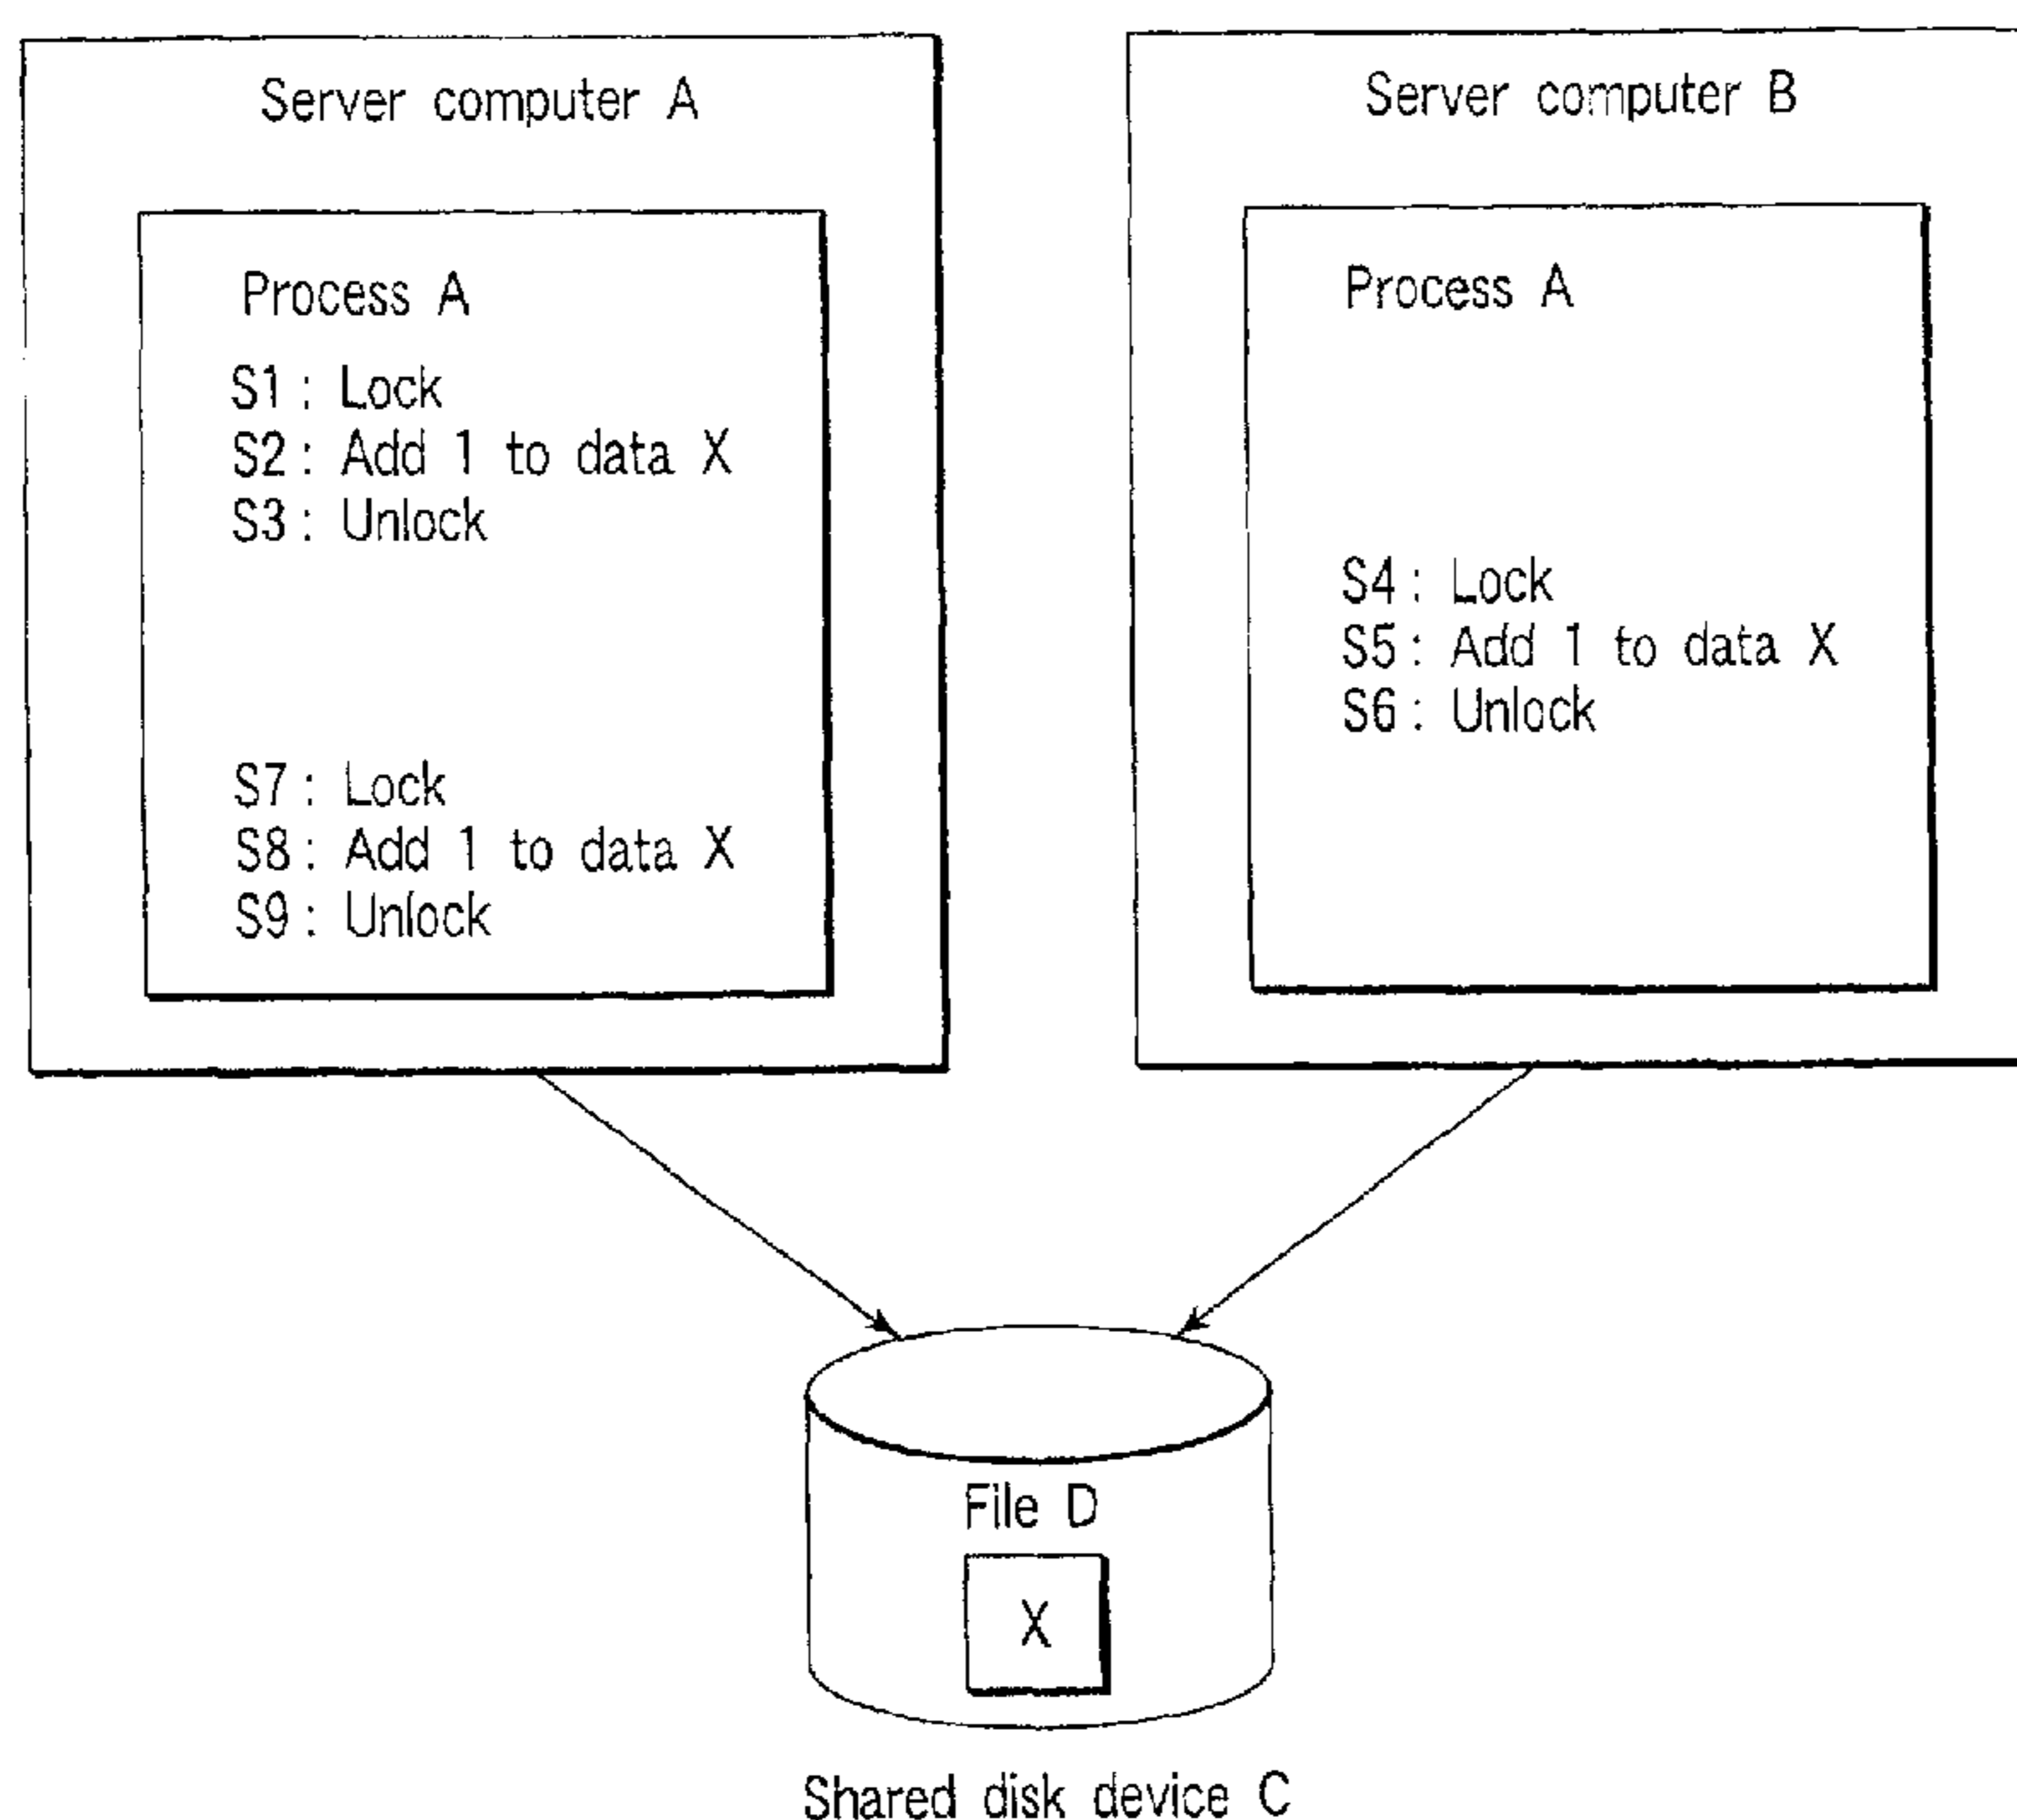 Server computer A
Process A
S1 : Lock
S2 : Add 1 to data X
S3 : Unlock
S7 : Lock
S8 : Add 1 to data X
S9 : Unlock
Server computer B
Process A
S4 : Lock
S5 : Add 1 to data X
S6 : Unlock
File D
X
Shared disk device C